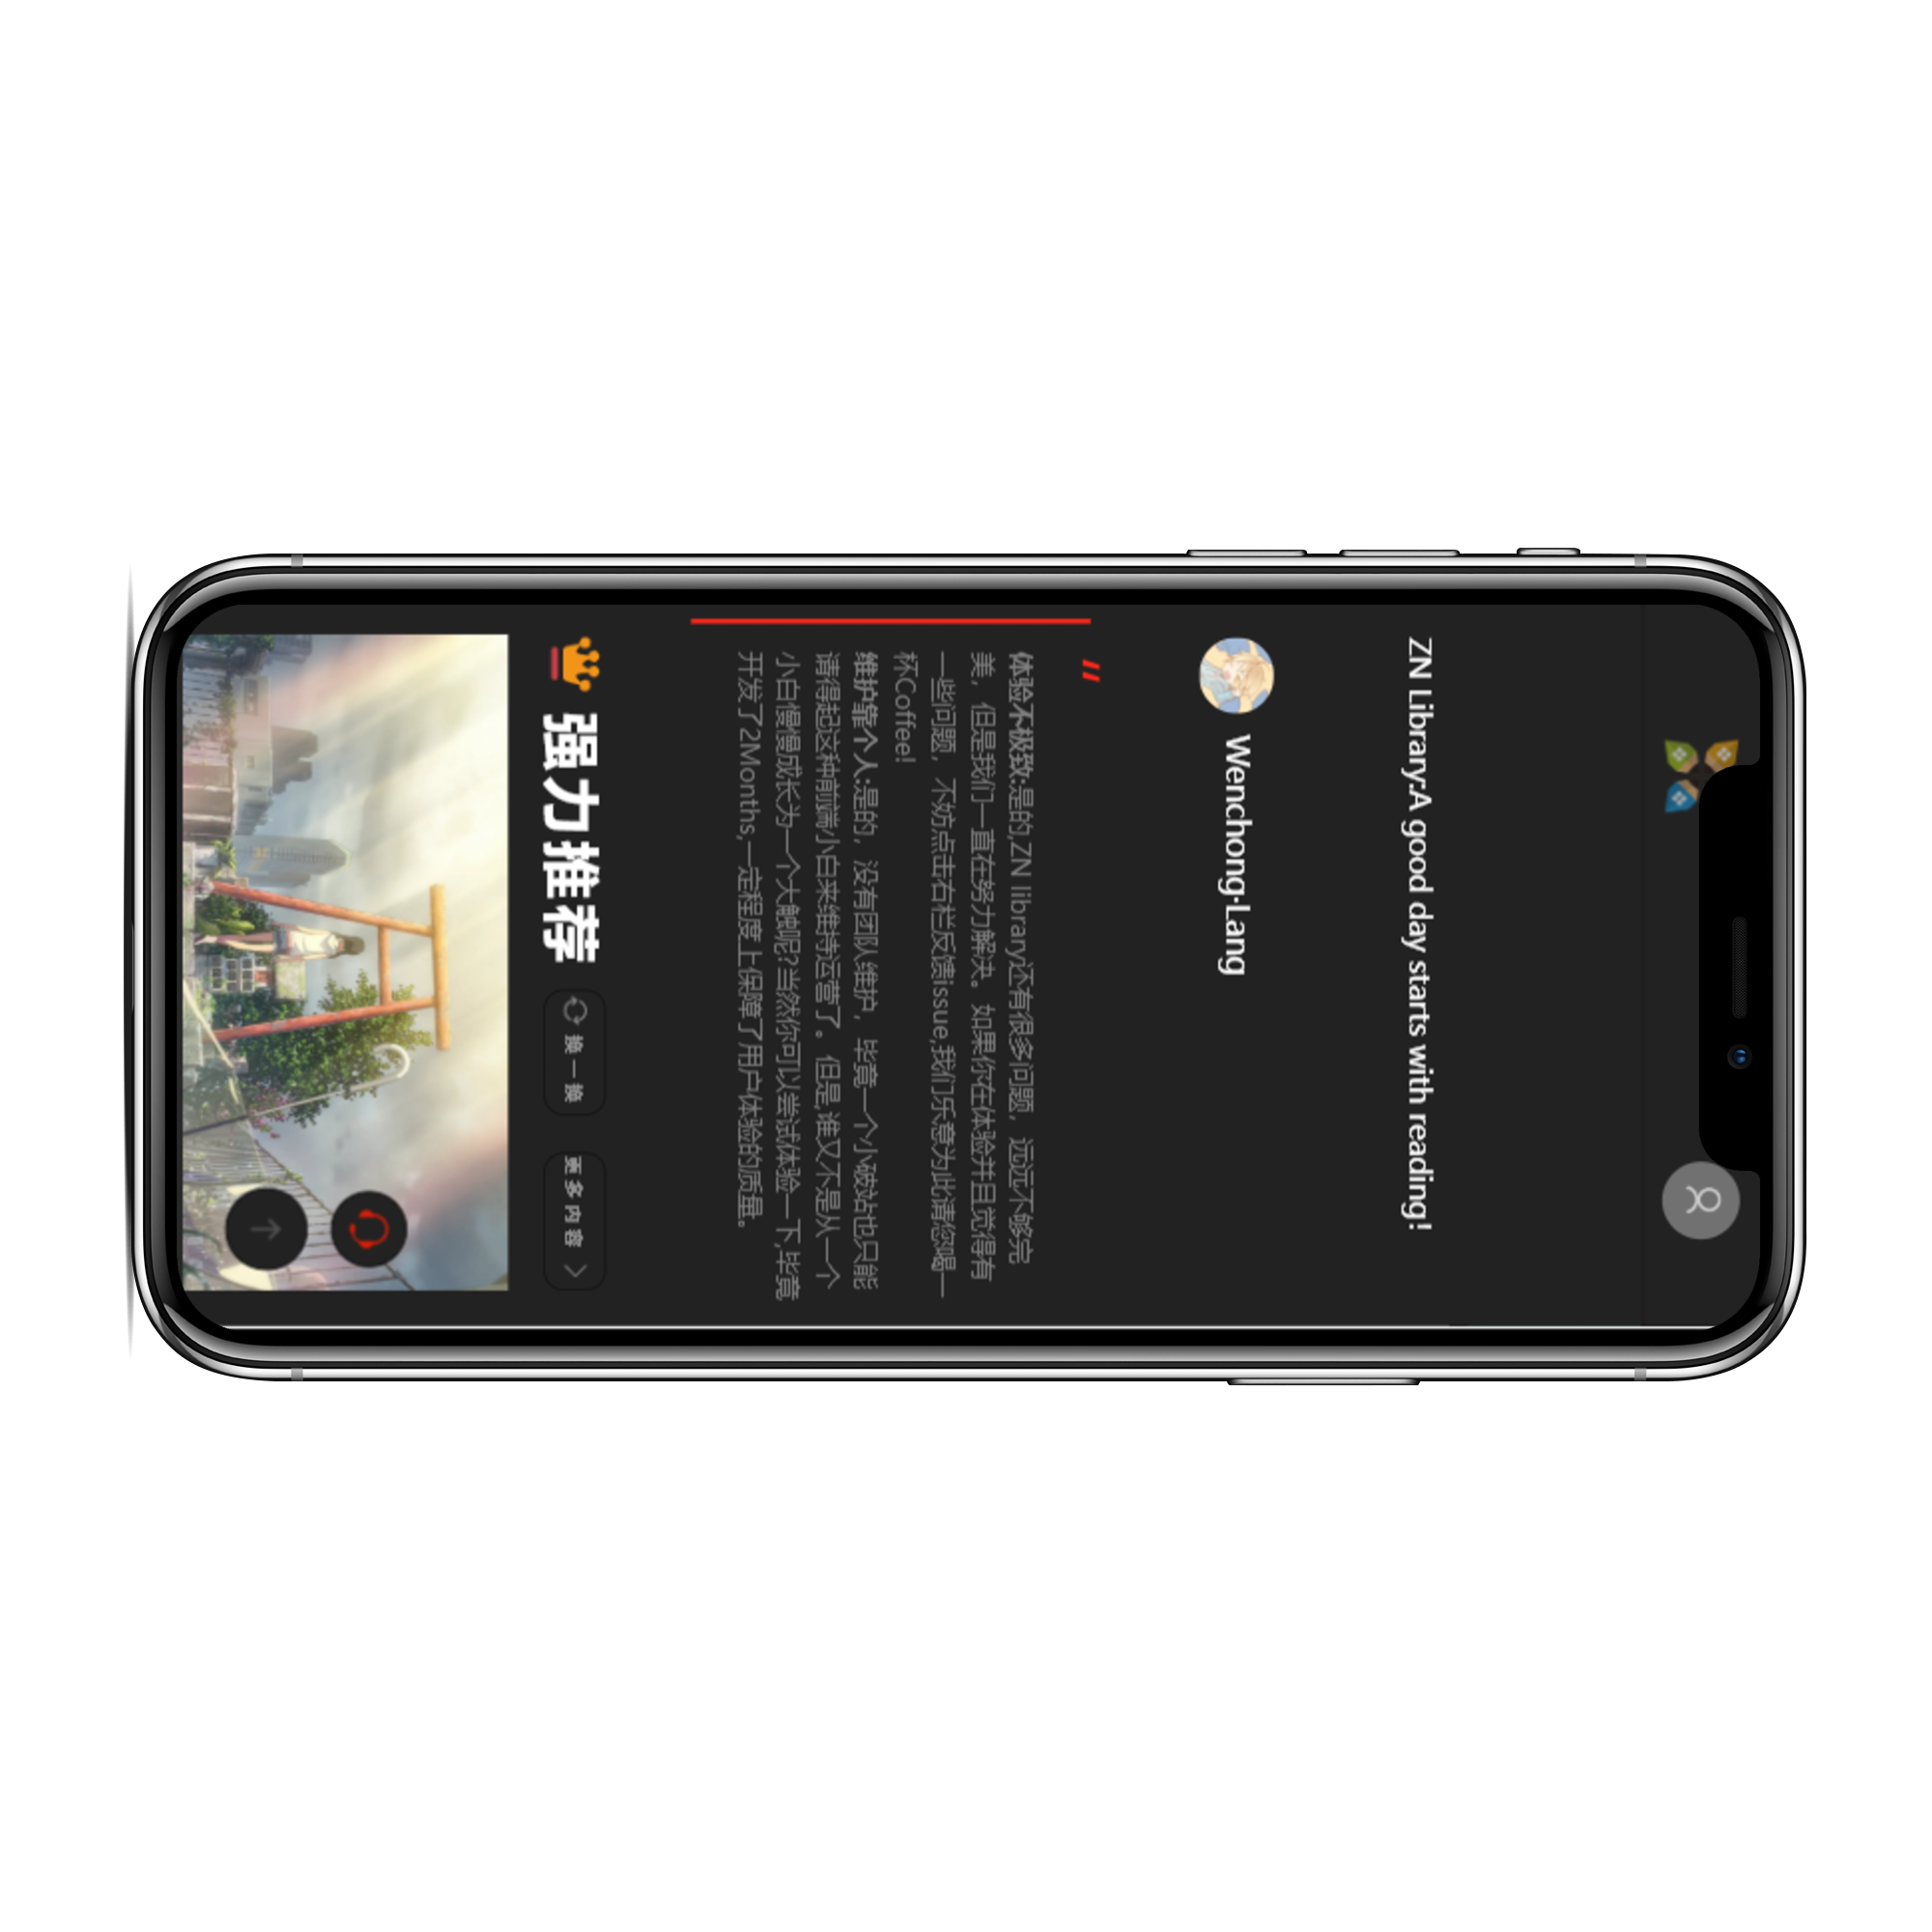 ZN Library:A good day starts with reading!
Wenchong·Lang
“
体验不极致:是的,ZN library还有很多问题，远远不够完
美，但是我们一直在努力解决。如果你在体验并且觉得有
一些问题，不妨点击右栏反馈issue,我们乐意为此请您喝一
杯Coffee!
维护靠个人:是的，没有团队维护，毕竟一个小破站也只能
请得起这种前端小白来维持运营了。但是,谁又不是从一个
小白慢慢成长为一个大触呢?当然你可以尝试体验一下,毕竟
开发了2Months,一定程度上保障了用户体验的质量。
强力推荐 换一换 更多内容